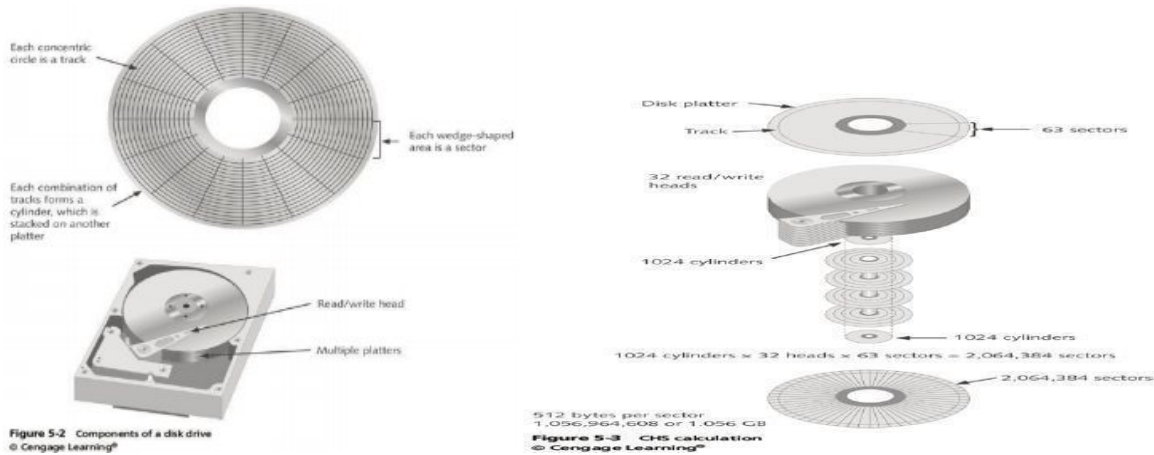 Each concentric
circle is a track
Each wedge-shaped
area is a sector
Each combination of
tracks forms a
cylinder, which is
stacked on another
platter
Read/write head
Multiple platters
Figure 5-2 Components of a disk drive
© Cengage Learning®
Disk platter
Track
63 sectors
32 read/write
heads
1024 cylinders
1024 cylinders
1024 cylinders × 32 heads × 63 sectors = 2,064,384 sectors
2,064,384 sectors
512 bytes per sector
1,056,964,608 or 1.056 GB
Figure 5-3 CHS calculation
© Cengage Learning®